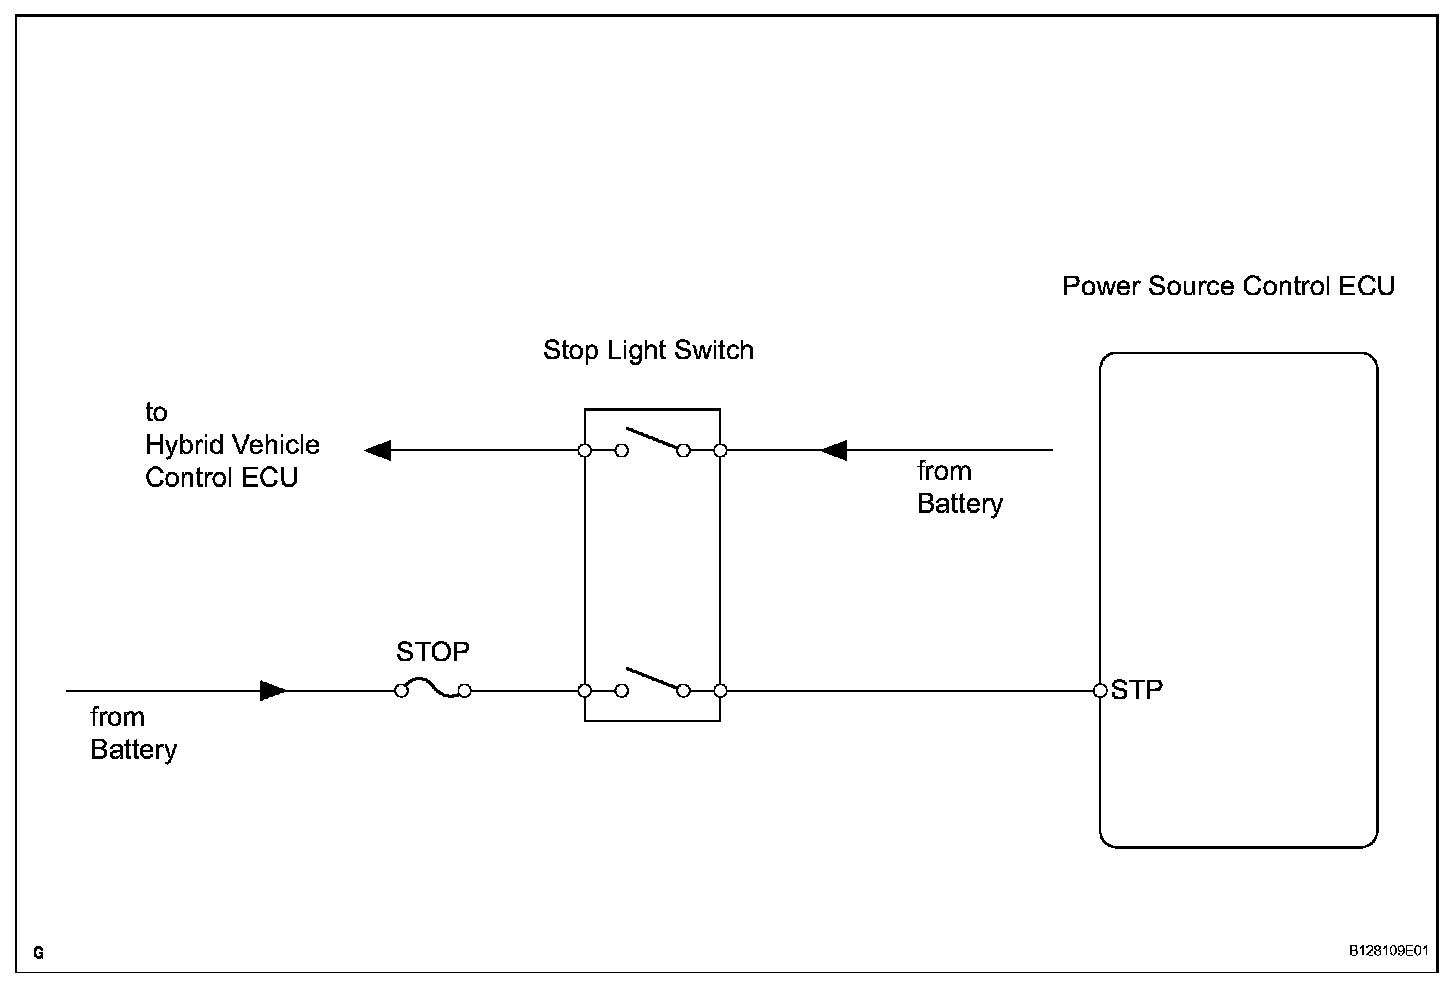 Power Source Control ECU
Stop Light Switch
to
Hybrid Vehicle
Control ECU
from
Battery
STOP
STP
from
Battery
G
B128109E01